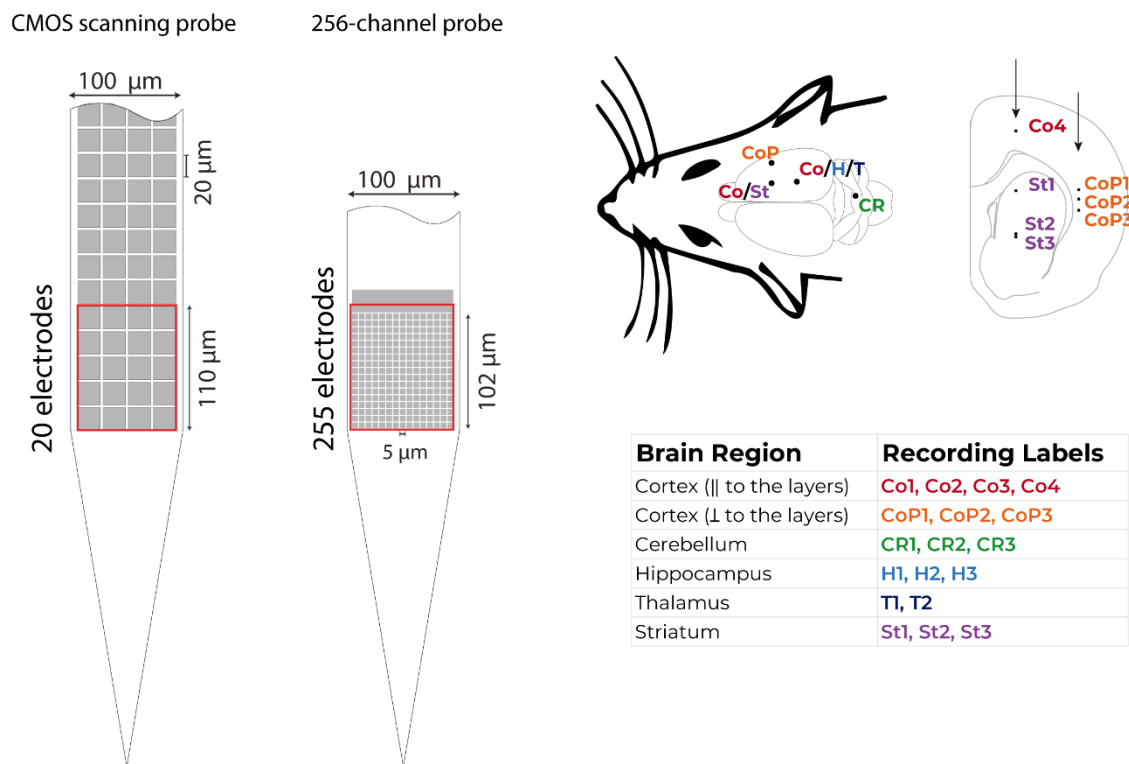 CMOS scanning probe
256-channel probe
100 µm
20 µm
20 electrodes
110 µm
100 µm
255 electrodes
102 µm
5 µm
CoP
Co/H/T
Co/St
CR
Co4
St1
CoP1
CoP2
CoP3
St2
St3
Brain Region Recording Labels
Cortex (|| to the layers) Co1, Co2, Co3, Co4
Cortex (⊥ to the layers) CoP1, CoP2, CoP3
Cerebellum CR1, CR2, CR3
Hippocampus H1, H2, H3
Thalamus T1, T2
Striatum St1, St2, St3